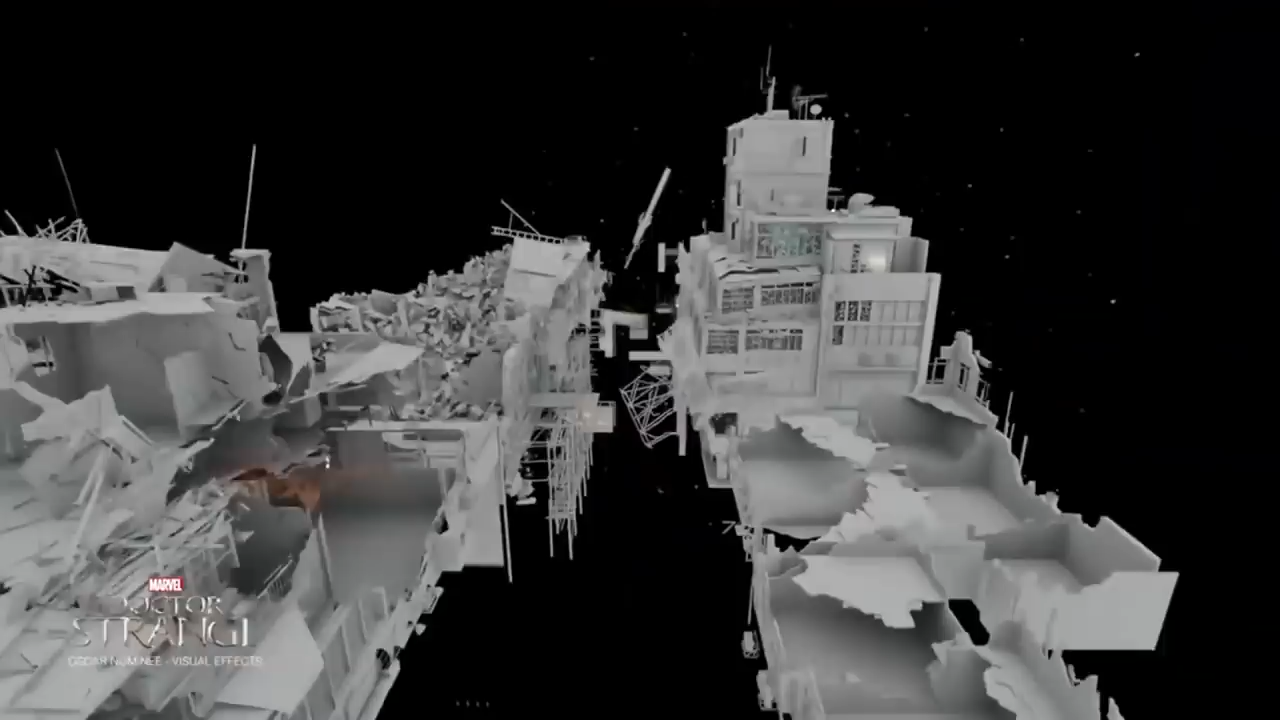 MARVEL
DOCTOR
STRANGE
OSCAR NOMINEE - VISUAL EFFECTS